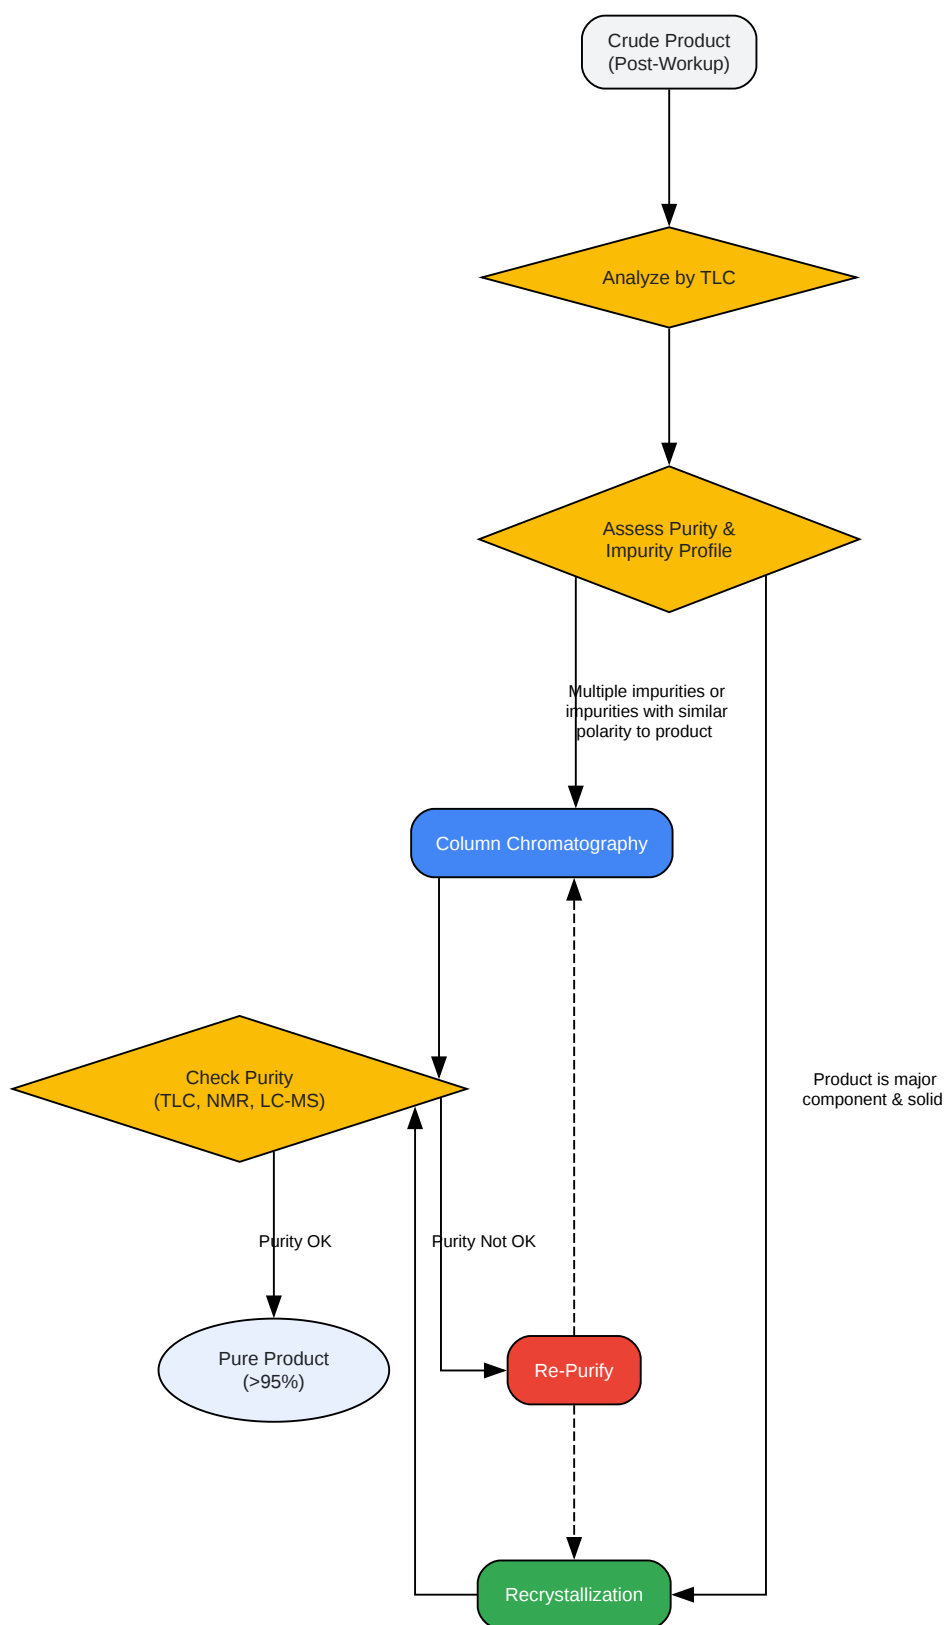 Crude Product
(Post-Workup)
Analyze by TLC
Assess Purity &
Impurity Profile
Multiple impurities or
impurities with similar
polarity to product
Column Chromatography
Check Purity
(TLC, NMR, LC-MS)
Product is major
component & solid
Purity OK
Purity Not OK
Pure Product
(>95%)
Re-Purify
Recrystallization